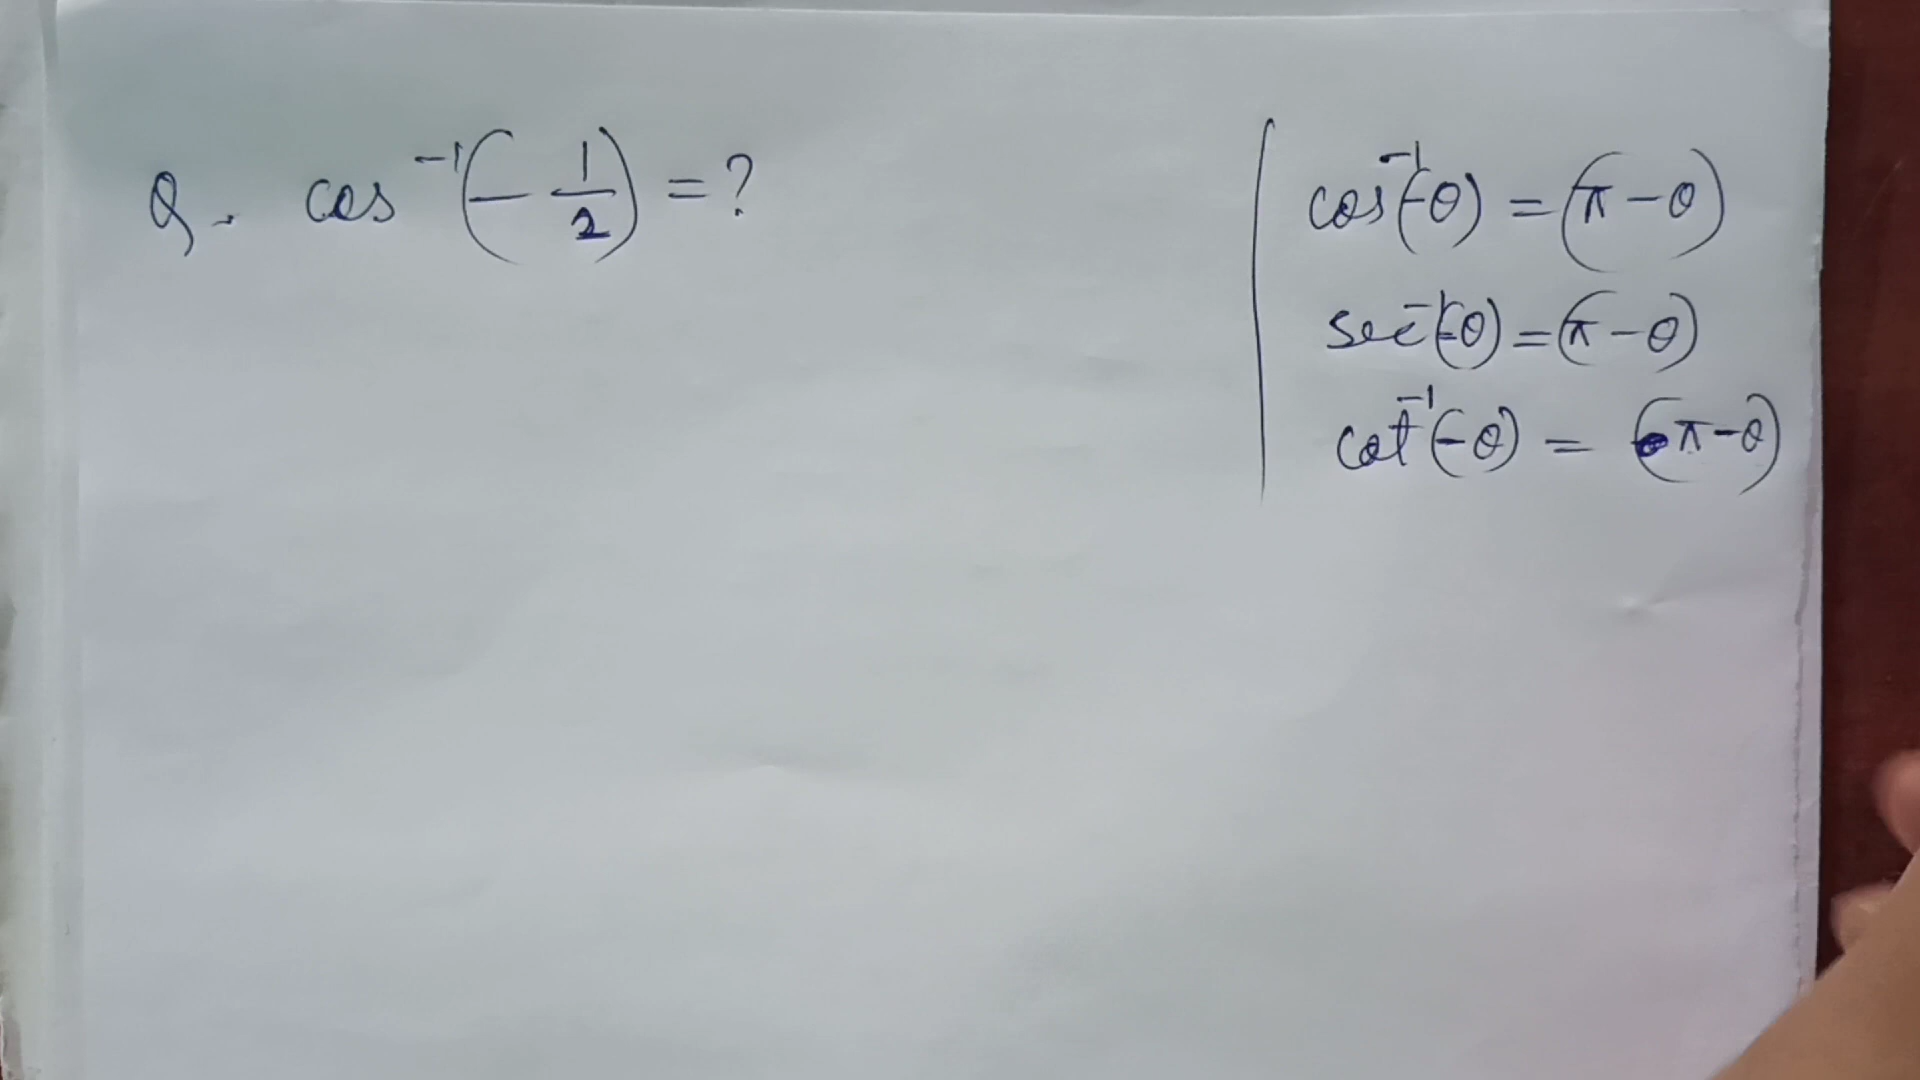 Q. cos⁻¹(-1/2) = ?
cos⁻¹(-θ) = (π-θ)
sec⁻¹(-θ) = (π-θ)
cot⁻¹(-θ) = (π-θ)